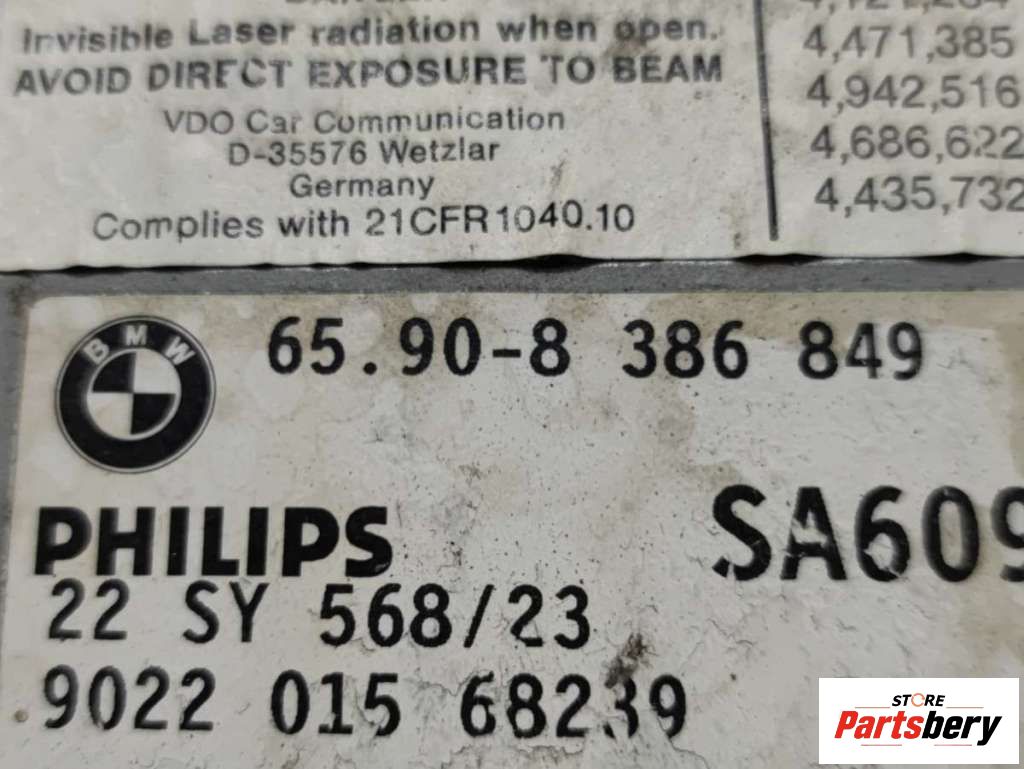 Invisible Laser radiation when open.
AVOID DIRECT EXPOSURE TO BEAM
VDO Car Communication
D-35576 Wetzlar
Germany
Complies with 21CFR1040.10
4,471,385
4,942,516
4,686,622
4,435,732
BMW
65.90-8 386 849
PHILIPS
SA609
22 SY 568/23
9022 015 68239
STORE
Partsbery